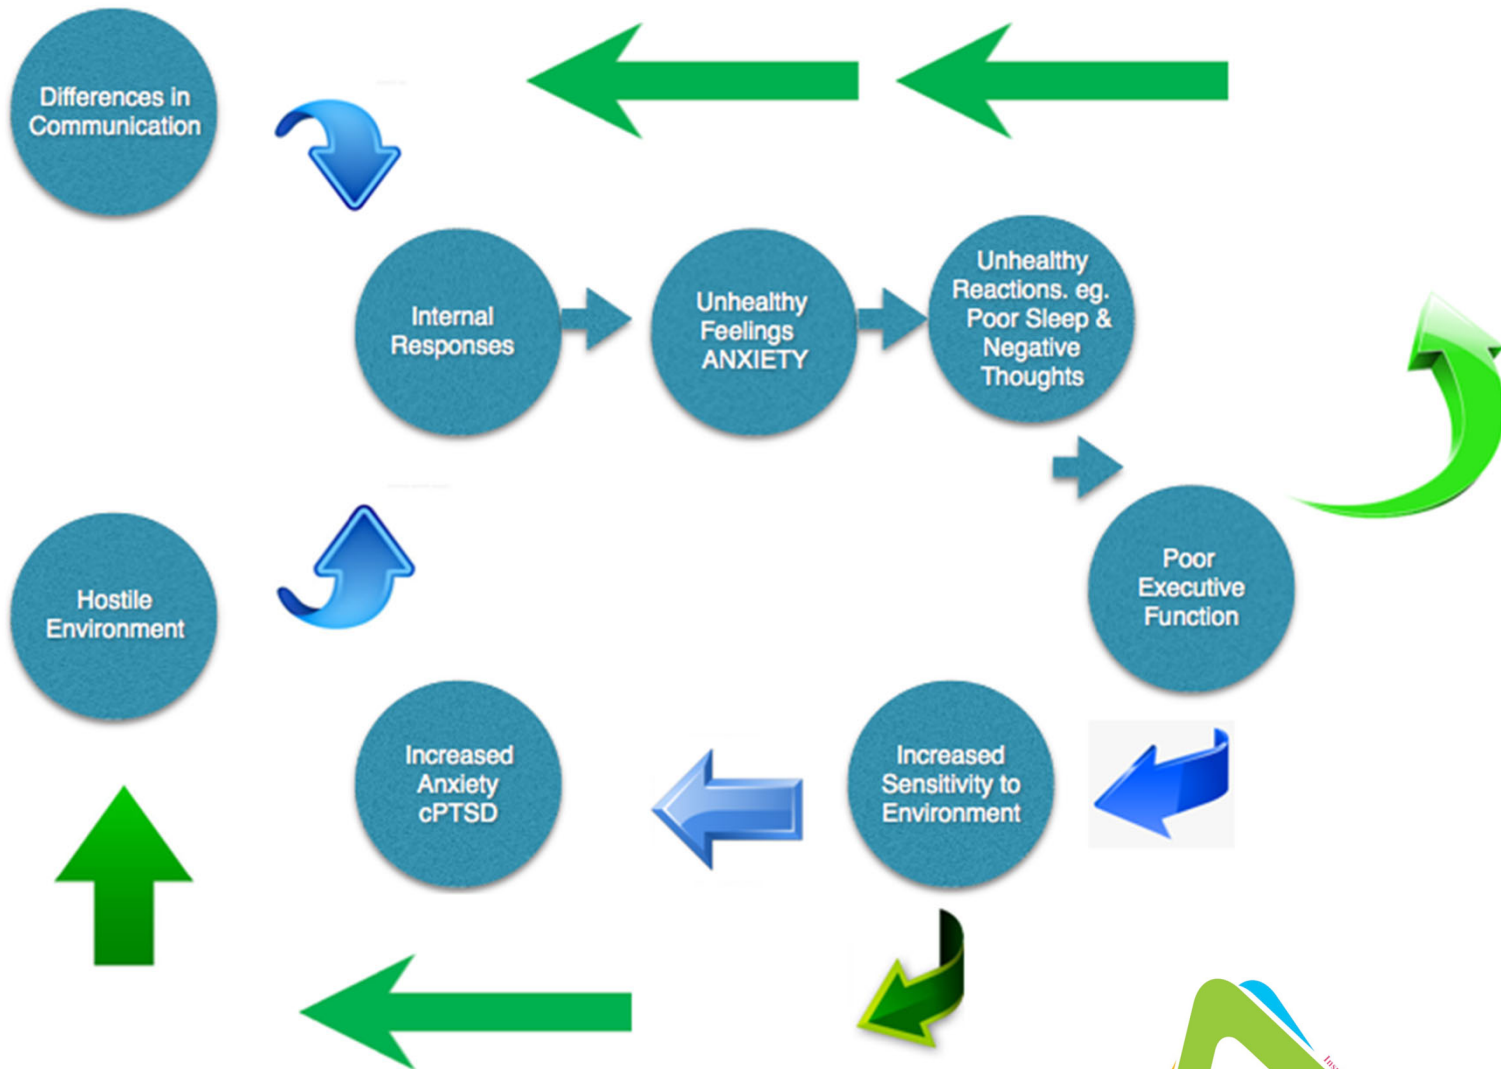 Differences in
Communication
Internal
Responses
Unhealthy
Feelings
ANXIETY
Unhealthy
Reactions. eg.
Poor Sleep &
Negative
Thoughts
Poor
Executive
Function
Hostile
Environment
Increased
Anxiety
cPTSD
Increased
Sensitivity to
Environment